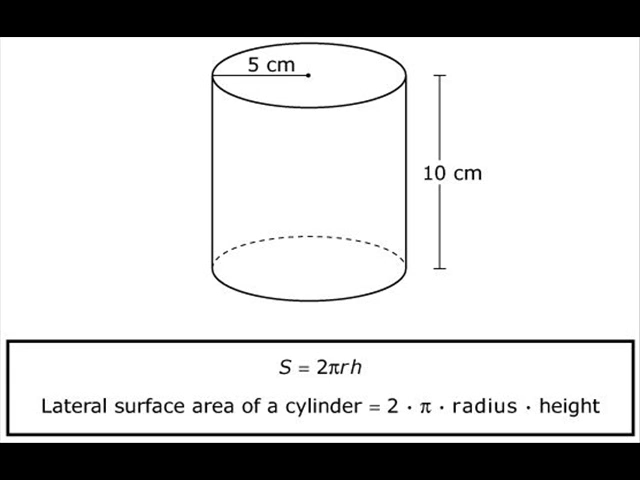 5 cm
10 cm
S = 2πrh
Lateral surface area of a cylinder = 2 · π · radius · height